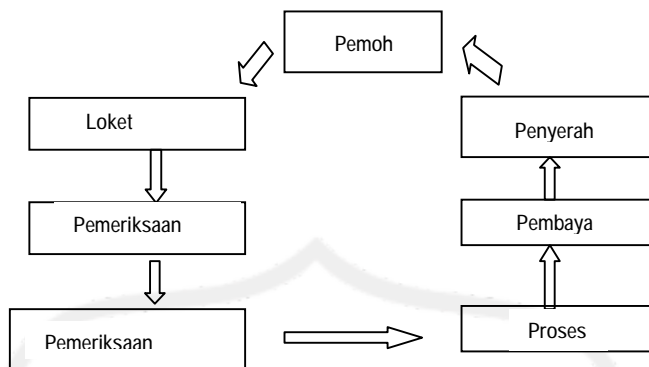 Pemoh
Loket
Penyerah
Pemeriksaan
Pembaya
Pemeriksaan
Proses